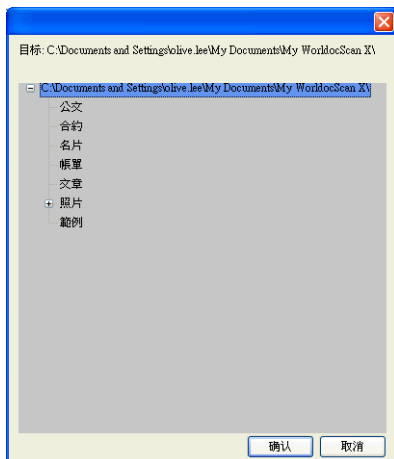 目标: C:\Documents and Settings\olive.lee\My Documents\My WorldocScan X\
C:\Documents and Settings\olive.lee\My Documents\My WorldocScan X\
公文
合約
名片
帳單
文章
照片
範例
确认 取消